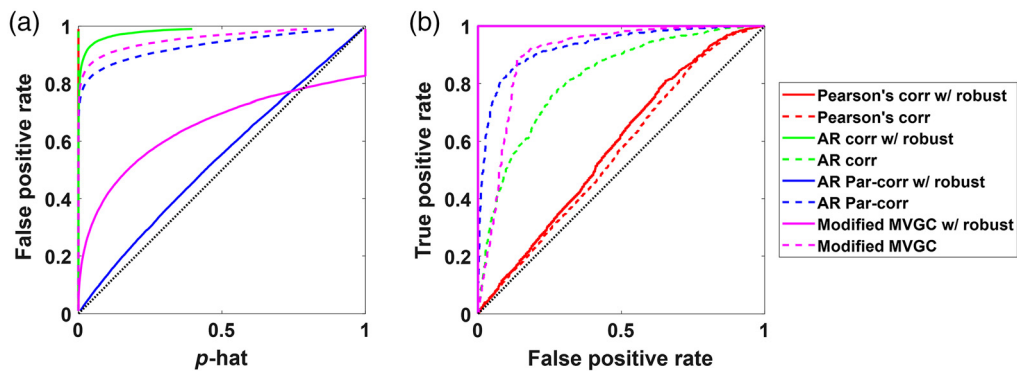 (a)
False positive rate
1
0.8
0.6
0.4
0.2
0
0
0.5
1
p-hat
(b)
True positive rate
1
0.8
0.6
0.4
0.2
0
0
0.5
1
False positive rate
Pearson's corr w/ robust
Pearson's corr
AR corr w/ robust
AR corr
AR Par-corr w/ robust
AR Par-corr
Modified MVGC w/ robust
Modified MVGC